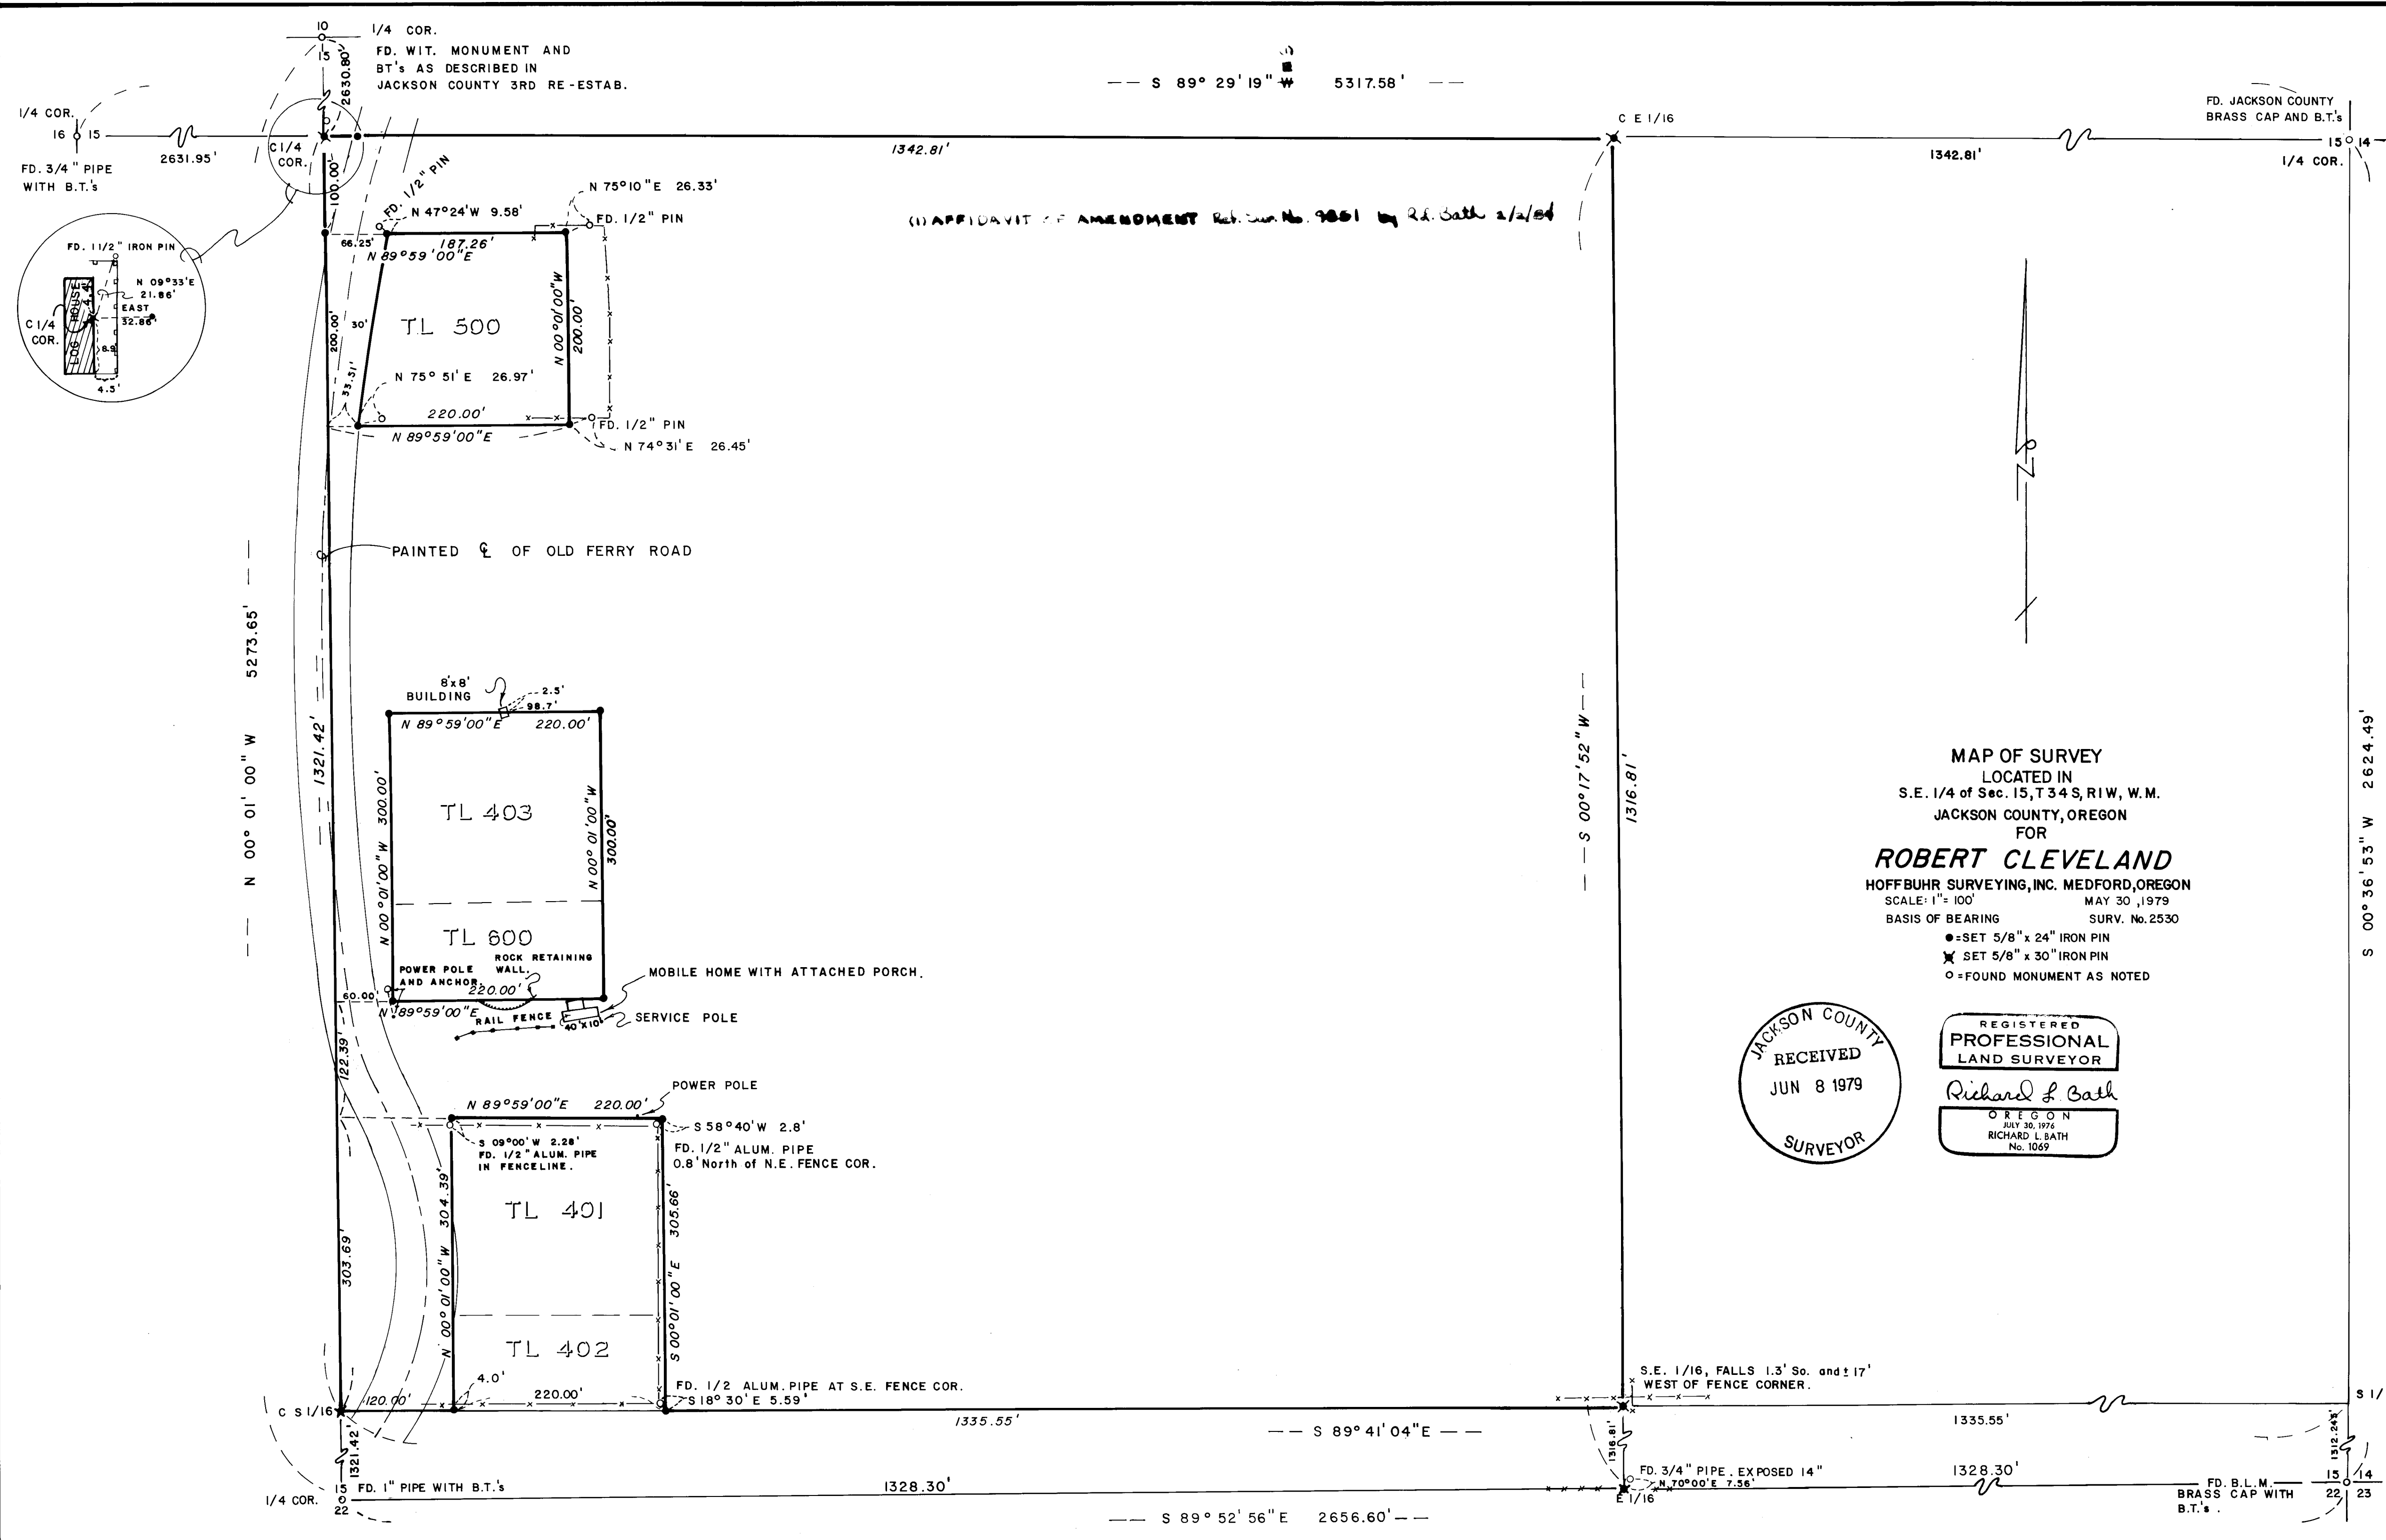 10
1/4 COR.
15
FD. WIT. MONUMENT AND
BT's AS DESCRIBED IN
JACKSON COUNTY 3RD RE-ESTAB.
2630.80'
— — S 89° 29' 19" W 5317.58' — —
(1)
1/4 COR.
16 15
2631.95'
FD. 3/4" PIPE
WITH B.T.'s
C 1/4
COR.
1342.81'
C E 1/16
1342.81'
FD. JACKSON COUNTY
BRASS CAP AND B.T.'s
15 14
1/4 COR.
100.00'
FD. 1/2" PIN
N 47°24'W 9.58'
N 75°10'E 26.33'
FD. 1/2" PIN
(1) AFFIDAVIT OF AMENDMENT Ref. Sur. No. 9851 by R.L. Bath 2/2/84
66.25'
187.26'
N 89°59'00"E
FD. 1 1/2" IRON PIN
N 09°33'E
21.86'
EAST
32.86'
LOG HOUSE
4.4'
C 1/4
COR.
8.9'
4.5'
200.00'
30'
TL 500
N 00°01'00"W
200.00'
33.51'
N 75° 51' E 26.97'
220.00'
N 89°59'00"E
FD. 1/2" PIN
N 74°31'E 26.45'
PAINTED ℄ OF OLD FERRY ROAD
— — N 00° 01' 00" W 5273.65' — —
— — 1321.42' — —
8'x8'
BUILDING
2.5'
98.7'
N 89°59'00"E 220.00'
N 00°01'00"W 300.00'
TL 403
N 00° 01'00"W
300.00'
TL 600
POWER POLE
AND ANCHOR.
ROCK RETAINING
WALL.
MOBILE HOME WITH ATTACHED PORCH.
60.00'
220.00'
N 89°59'00"E
RAIL FENCE
40'X10'
SERVICE POLE
122.39'
POWER POLE
N 89°59'00"E 220.00'
S 58°40'W 2.8'
S 09°00'W 2.28'
FD. 1/2" ALUM. PIPE
IN FENCELINE.
FD. 1/2" ALUM. PIPE
0.8' North of N.E. FENCE COR.
303.69'
N 00° 01'00"W 304.39'
TL 401
S 00°01'00"E 305.66'
TL 402
4.0'
FD. 1/2 ALUM. PIPE AT S.E. FENCE COR.
S 18° 30'E 5.59'
120.00'
220.00'
C S 1/16
1335.55'
— — S 89° 41'04"E — —
— S 00°17'52"W —
1316.81'
MAP OF SURVEY
LOCATED IN
S.E. 1/4 of Sec. 15, T34S, R1W, W.M.
JACKSON COUNTY, OREGON
FOR
ROBERT CLEVELAND
HOFFBUHR SURVEYING, INC. MEDFORD, OREGON
SCALE: 1"= 100' MAY 30, 1979
BASIS OF BEARING SURV. No. 2530
●=SET 5/8" x 24" IRON PIN
SET 5/8" x 30" IRON PIN
○=FOUND MONUMENT AS NOTED
S 00° 36' 53" W 2624.49'
JACKSON COUNTY
RECEIVED
JUN 8 1979
SURVEYOR
REGISTERED
PROFESSIONAL
LAND SURVEYOR
Richard L. Bath
OREGON
JULY 30, 1976
RICHARD L. BATH
No. 1069
S.E. 1/16, FALLS 1.3' So. and ± 17'
WEST OF FENCE CORNER.
S 1/
1335.55'
1321.42'
1316.81'
1312.245'
FD. 3/4" PIPE. EXPOSED 14"
N 70°00'E 7.56'
E 1/16
15
FD. 1" PIPE WITH B.T.'s
1/4 COR.
22
1328.30'
—— S 89° 52' 56"E 2656.60' — —
1328.30'
FD. B.L.M.
BRASS CAP WITH
B.T.'s.
15 14
22 23